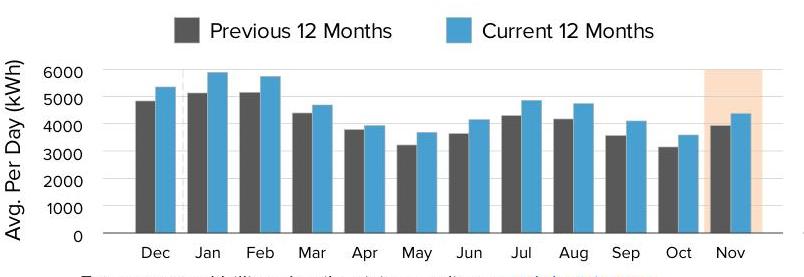 Previous 12 Months Current 12 Months
Avg. Per Day (kWh)
6000
5000
4000
3000
2000
1000
0
Dec Jan Feb Mar Apr May Jun Jul Aug Sep Oct Nov